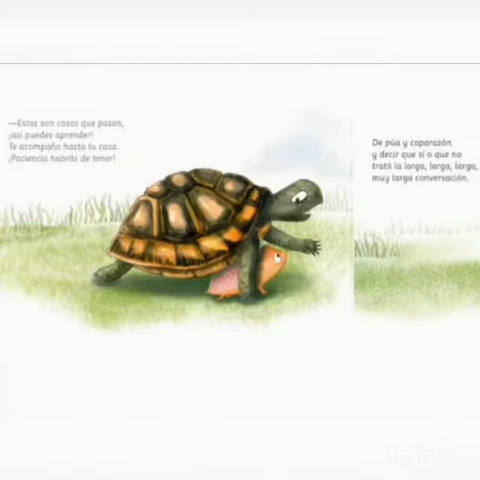 —Estas son cosas que pasan,
¡así puedes aprender!
Te acompaño hasta tu casa.
¡Paciencia habrás de tener!
De púa y caparazón
y decir que sí o que no
trató la larga, larga, larga,
muy larga conversación.